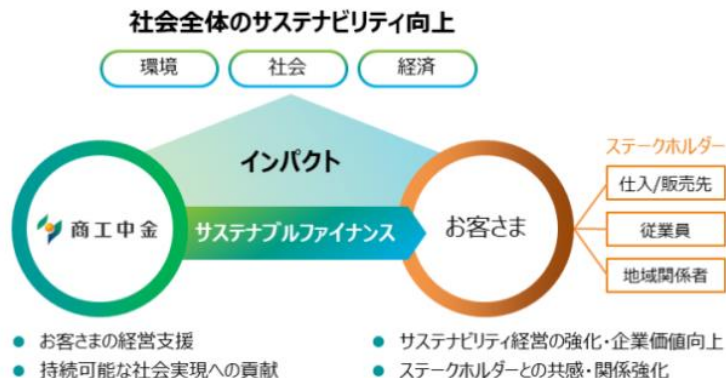 社会全体のサステナビリティ向上
環境
社会
経済
インパクト
商工中金
サステナブルファイナンス
お客さま
ステークホルダー
仕入/販売先
従業員
地域関係者
● お客さまの経営支援
● 持続可能な社会実現への貢献
● サステナビリティ経営の強化・企業価値向上
● ステークホルダーとの共感・関係強化